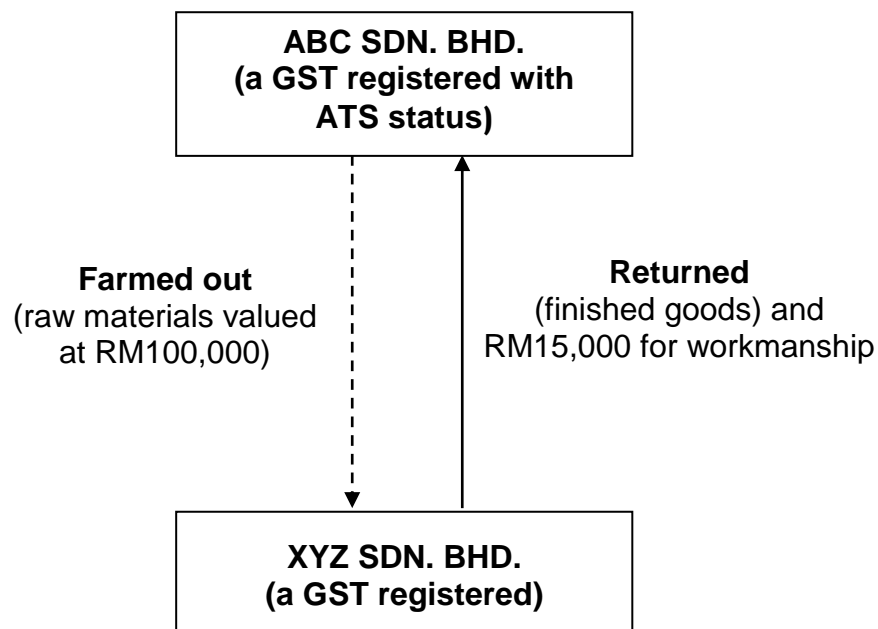 ABC SDN. BHD.
(a GST registered with
ATS status)
Farmed out
(raw materials valued
at RM100,000)
Returned
(finished goods) and
RM15,000 for workmanship
XYZ SDN. BHD.
(a GST registered)